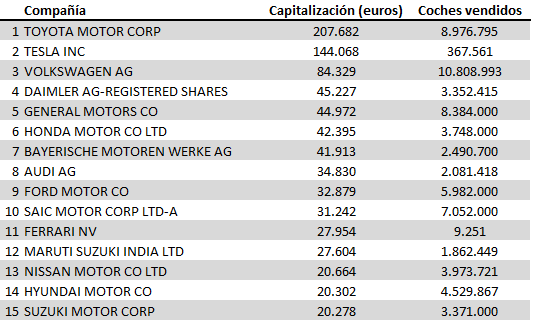 Compañía Capitalización (euros) Coches vendidos
1 TOYOTA MOTOR CORP 207.682 8.976.795
2 TESLA INC 144.068 367.561
3 VOLKSWAGEN AG 84.329 10.808.993
4 DAIMLER AG-REGISTERED SHARES 45.227 3.352.415
5 GENERAL MOTORS CO 44.972 8.384.000
6 HONDA MOTOR CO LTD 42.395 3.748.000
7 BAYERISCHE MOTOREN WERKE AG 41.913 2.490.700
8 AUDI AG 34.830 2.081.418
9 FORD MOTOR CO 32.879 5.982.000
10 SAIC MOTOR CORP LTD-A 31.242 7.052.000
11 FERRARI NV 27.954 9.251
12 MARUTI SUZUKI INDIA LTD 27.604 1.862.449
13 NISSAN MOTOR CO LTD 20.664 3.973.721
14 HYUNDAI MOTOR CO 20.302 4.529.867
15 SUZUKI MOTOR CORP 20.278 3.371.000